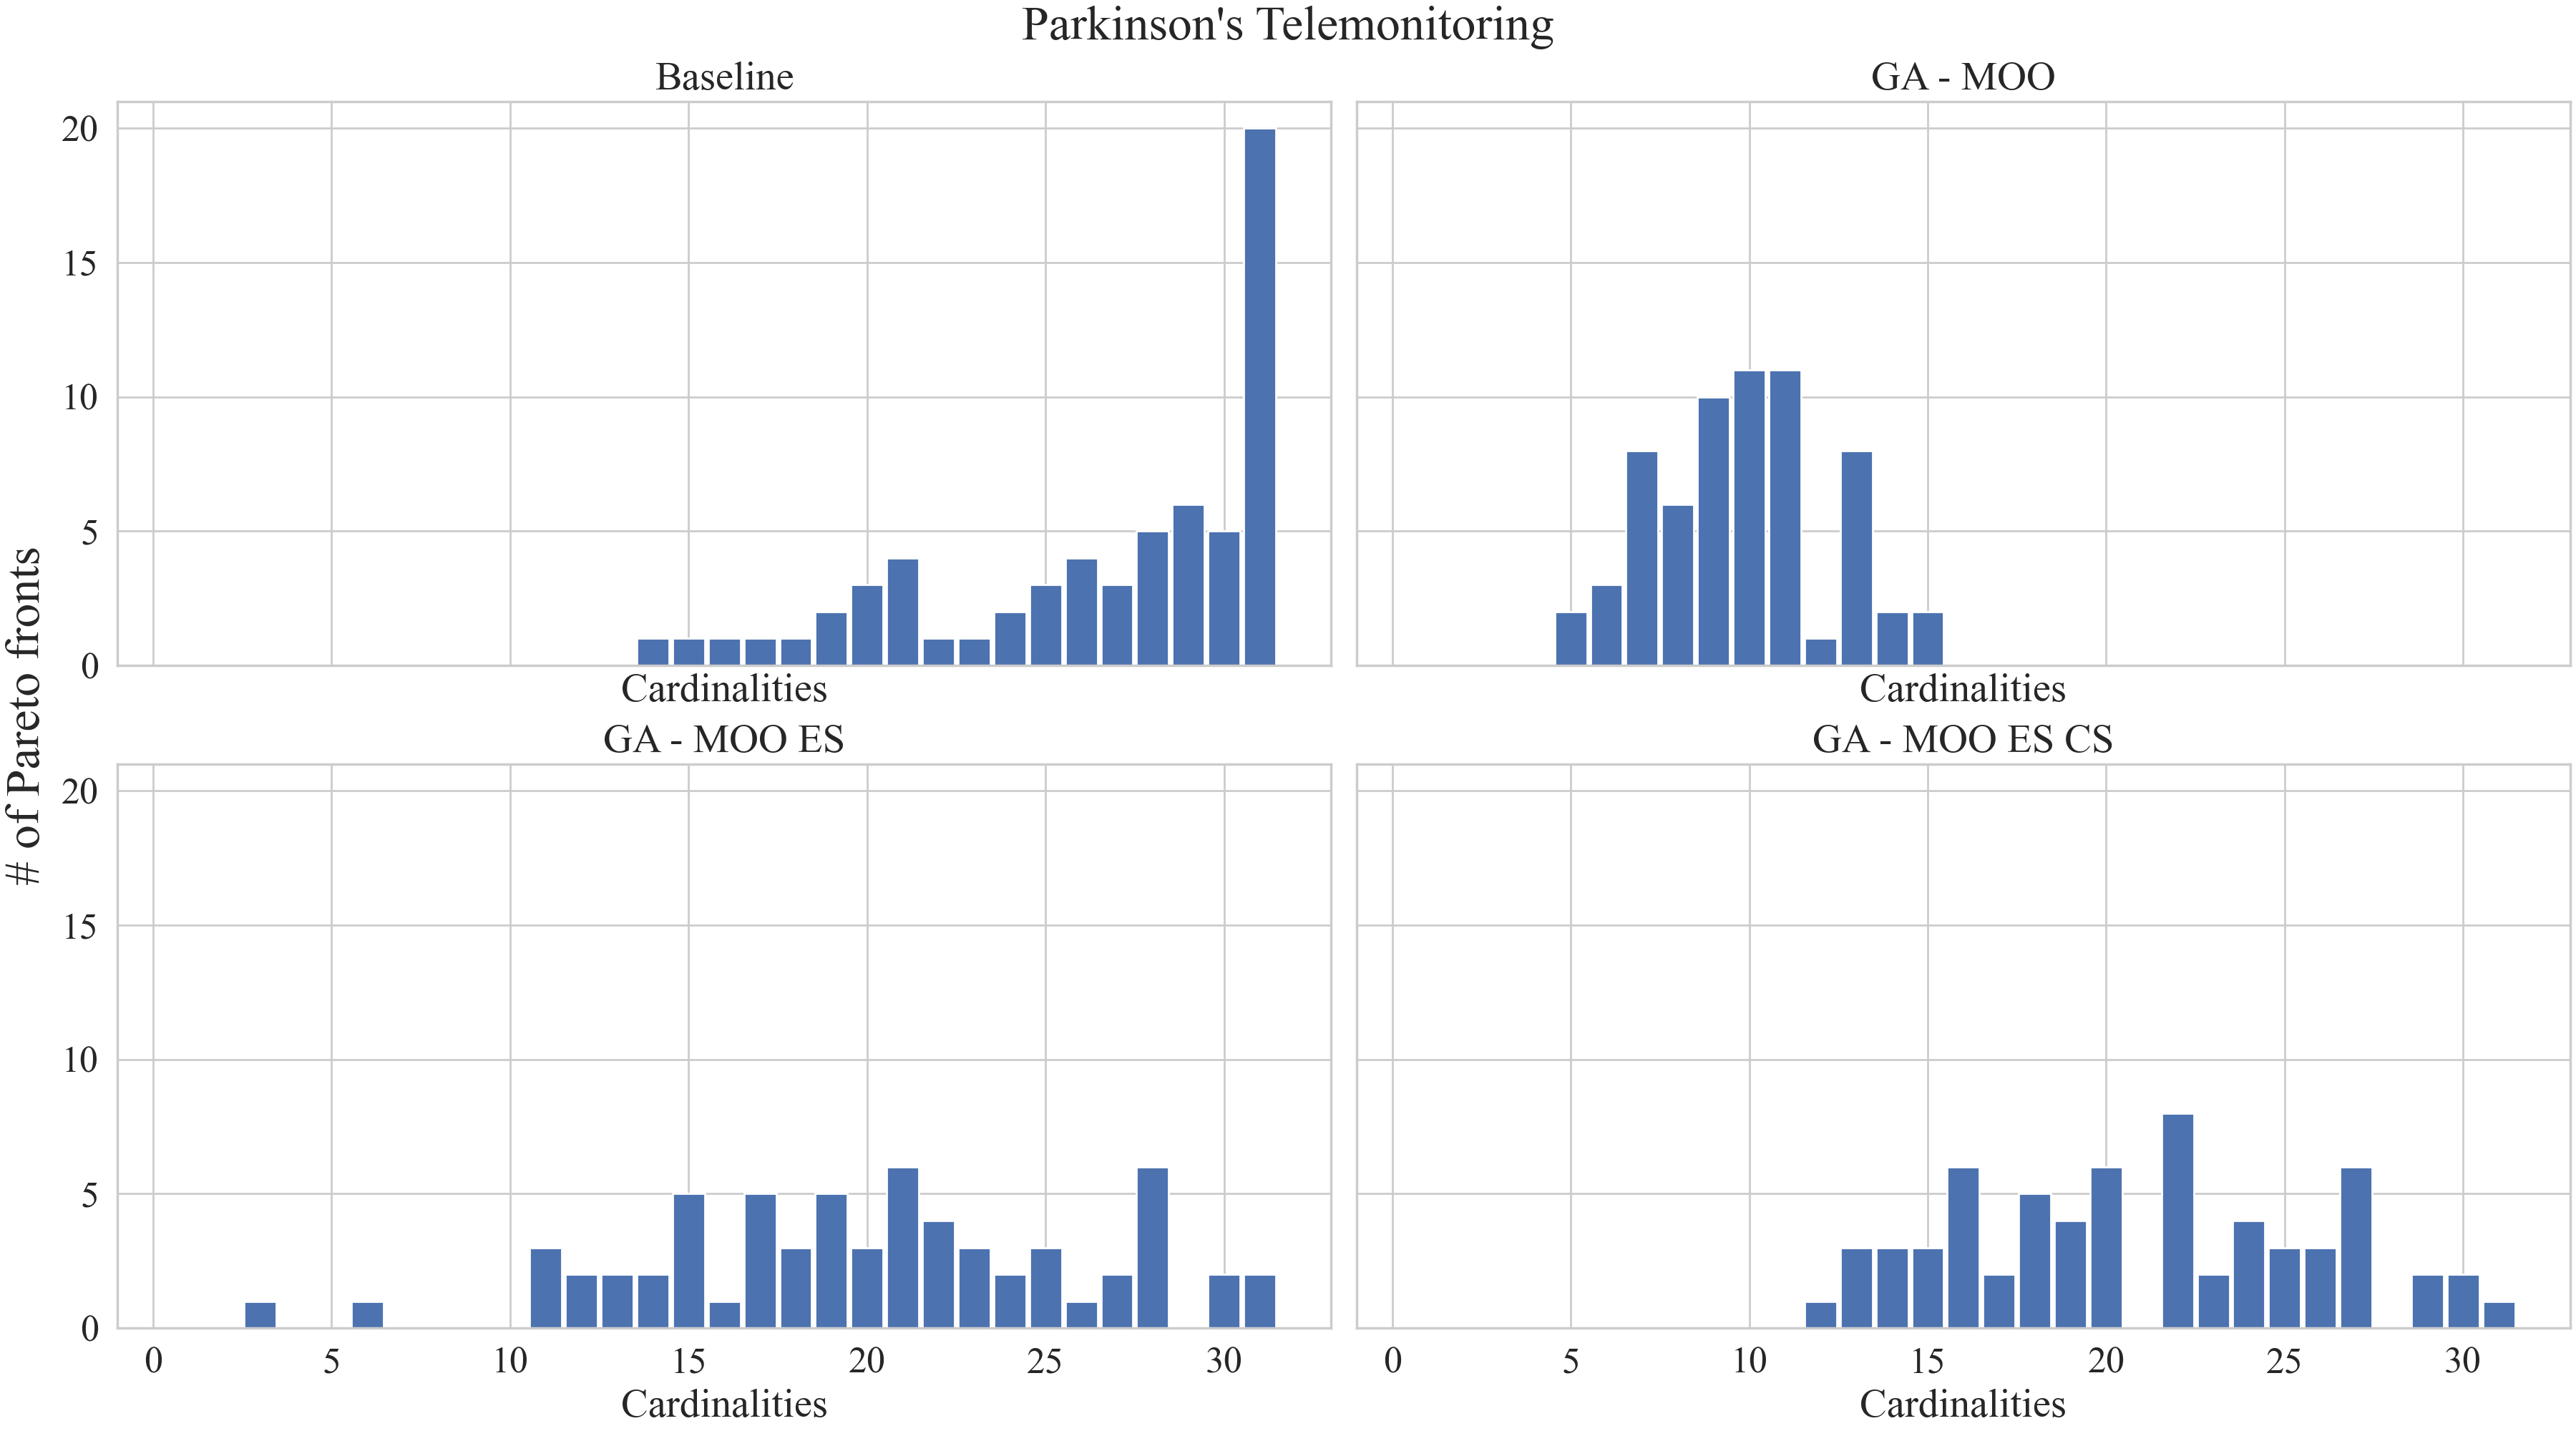 Parkinson's Telemonitoring
Baseline
20
15
10
5
0
Cardinalities
GA - MOO
Cardinalities
# of Pareto fronts
GA - MOO ES
20
15
10
5
0
0 5 10 15 20 25 30
Cardinalities
GA - MOO ES CS
0 5 10 15 20 25 30
Cardinalities